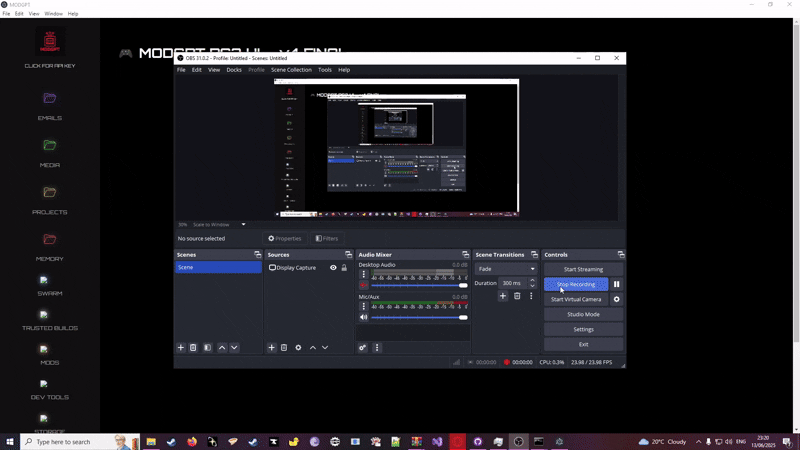 MODGPT
File Edit View Window Help
MODGPT
CLICK FOR API KEY
EMAILS
MEDIA
PROJECTS
MEMORY
SWARM
TRUSTED BUILDS
MODS
DEV TOOLS
STORAGE
OBS 31.0.2 - Profile: Untitled - Scenes: Untitled
File Edit View Docks Profile Scene Collection Tools Help
Scale to Window
No source selected
Properties
Filters
Scenes
Scene
Sources
Display Capture
Audio Mixer
Desktop Audio 0.0 dB
Mic/Aux 0.0 dB
Scene Transitions
Fade
Duration 300 ms
Controls
Start Streaming
Stop Recording
Start Virtual Camera
Studio Mode
Settings
Exit
00:00:00
00:00:00
CPU: 0.3%
23.98 / 23.98 FPS
Type here to search
20°C Cloudy
ENG
23:20
13/06/2025